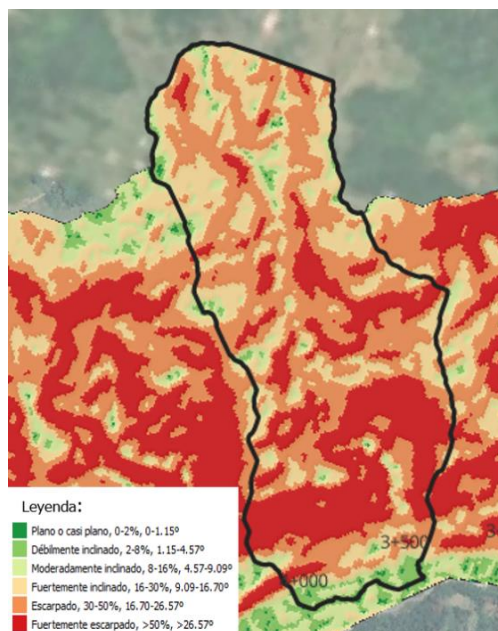 3+500
Leyenda:
Plano o casi plano, 0-2%, 0-1.15º
Débilmente inclinado, 2-8%, 1.15-4.57º
Moderadamente inclinado, 8-16%, 4.57-9.09º
Fuertemente inclinado, 16-30%, 9.09-16.70º
Escarpado, 30-50%, 16.70-26.57º
Fuertemente escarpado, >50%, >26.57º